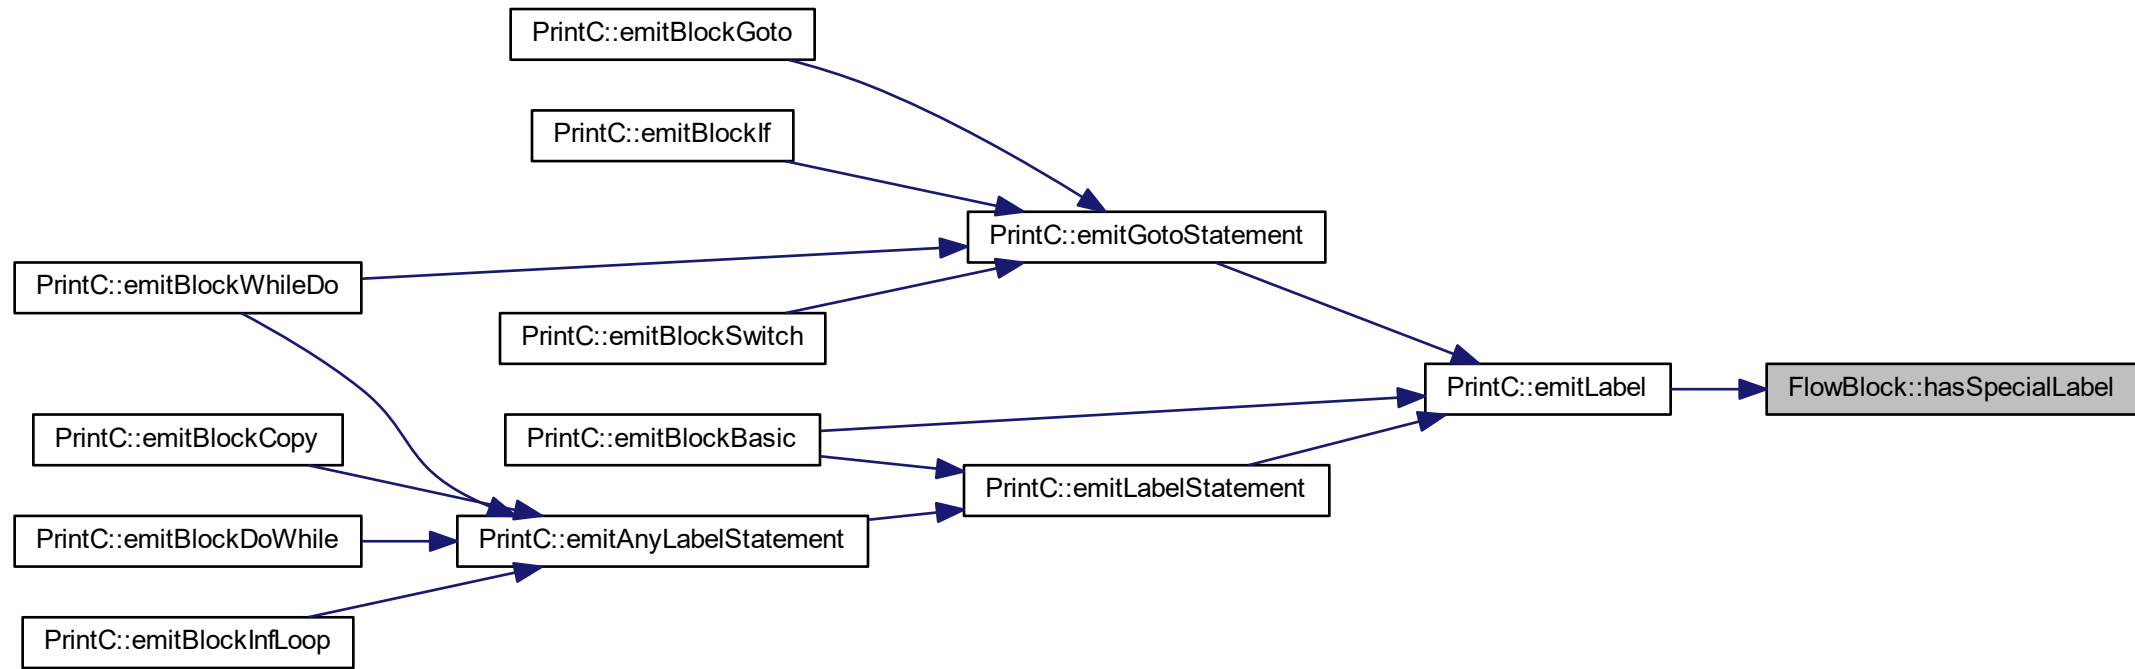 PrintC::emitBlockGoto
PrintC::emitBlockIf
PrintC::emitGotoStatement
PrintC::emitBlockWhileDo
PrintC::emitBlockSwitch
PrintC::emitLabel
FlowBlock::hasSpecialLabel
PrintC::emitBlockCopy
PrintC::emitBlockBasic
PrintC::emitLabelStatement
PrintC::emitBlockDoWhile
PrintC::emitAnyLabelStatement
PrintC::emitBlockInfLoop